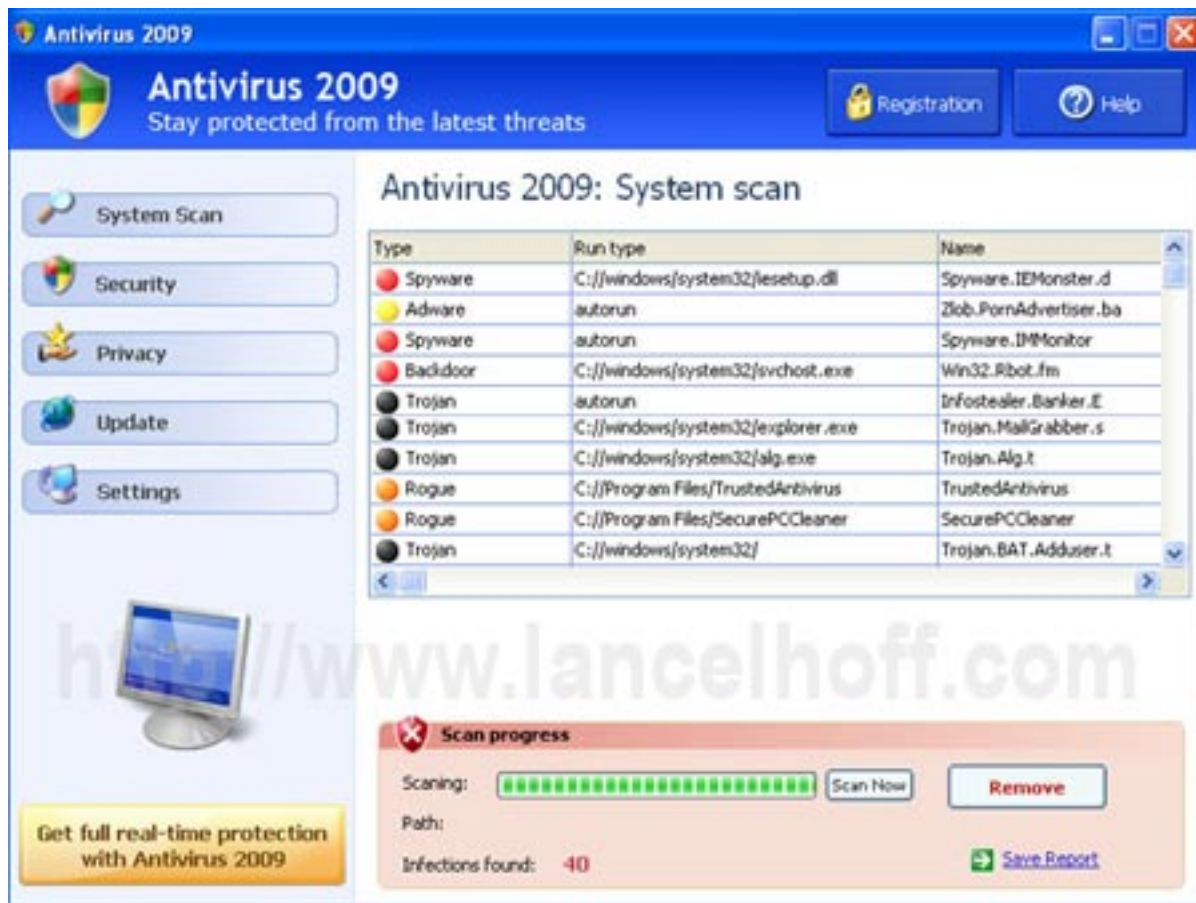 Antivirus 2009
Antivirus 2009
Stay protected from the latest threats
Registration
Help
System Scan
Security
Privacy
Update
Settings
Get full real-time protection
with Antivirus 2009
Antivirus 2009: System scan
Type Run type Name
Spyware C://windows/system32/iesetup.dll Spyware.IEMonster.d
Adware autorun Zlob.PornAdvertiser.ba
Spyware autorun Spyware.IMMonitor
Backdoor C://windows/system32/svchost.exe Win32.Rbot.fm
Trojan autorun Infostealer.Banker.E
Trojan C://windows/system32/explorer.exe Trojan.MailGrabber.s
Trojan C://windows/system32/alg.exe Trojan.Alg.t
Rogue C://Program Files/TrustedAntivirus TrustedAntivirus
Rogue C://Program Files/SecurePCCleaner SecurePCCleaner
Trojan C://windows/system32/ Trojan.BAT.Adduser.t
http://www.lancelhoff.com
Scan progress
Scaning: Scan Now Remove
Path:
Infections found: 40 Save Report